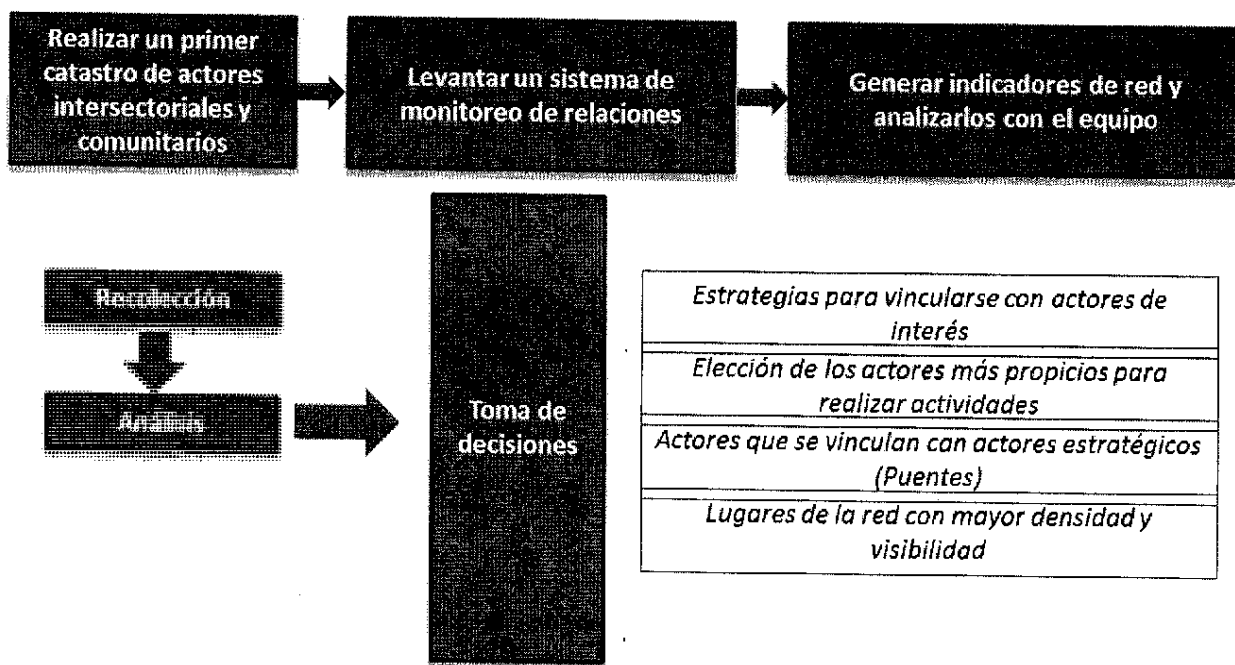 Realizar un primer
catastro de actores
intersectoriales y
comunitarios
Levantar un sistema de
monitoreo de relaciones
Generar indicadores de red y
analizarlos con el equipo
Recolección
Análisis
Toma de
decisiones
Estrategias para vincularse con actores de
interés
Elección de los actores más propicios para
realizar actividades
Actores que se vinculan can actores estratégicos
(Puentes)
Lugares de la red con mayor densidad y
visibilidad